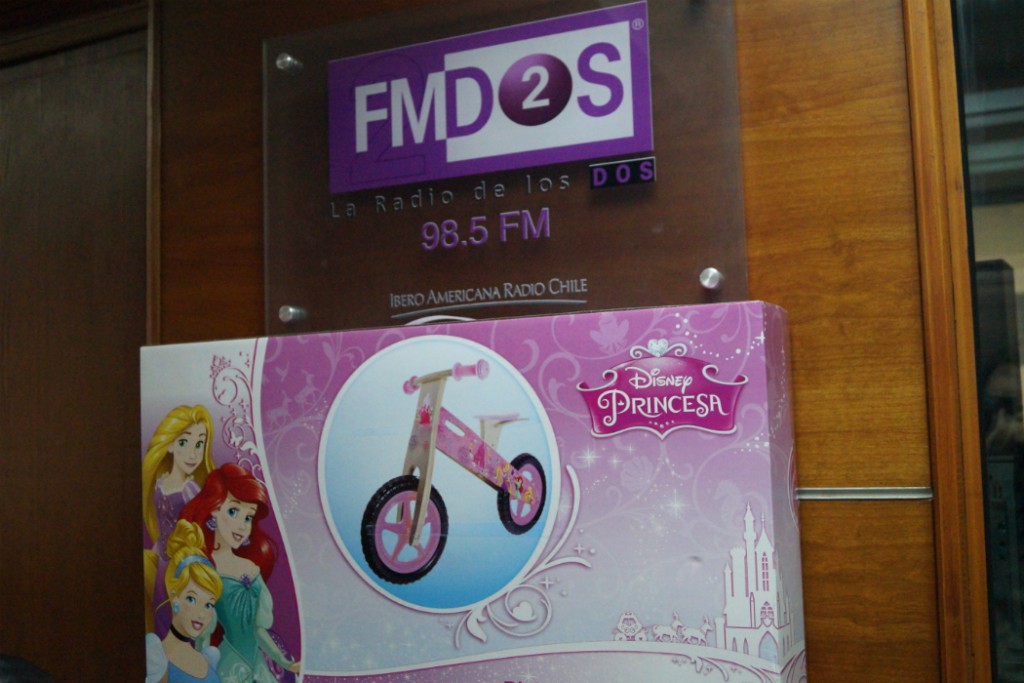 FMD2S®
La Radio de los DOS
98.5 FM
IBERO AMERICANA RADIO CHILE
Disney
PRINCESA